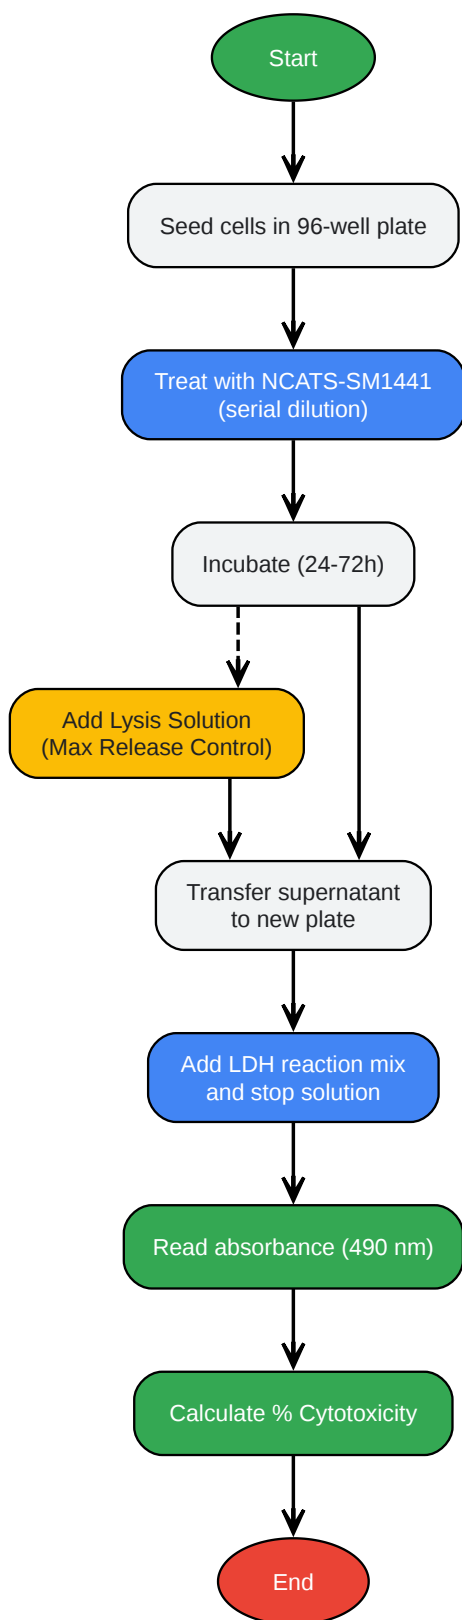 Start
Seed cells in 96-well plate
Treat with NCATS-SM1441
(serial dilution)
Incubate (24-72h)
Add Lysis Solution
(Max Release Control)
Transfer supernatant
to new plate
Add LDH reaction mix
and stop solution
Read absorbance (490 nm)
Calculate % Cytotoxicity
End